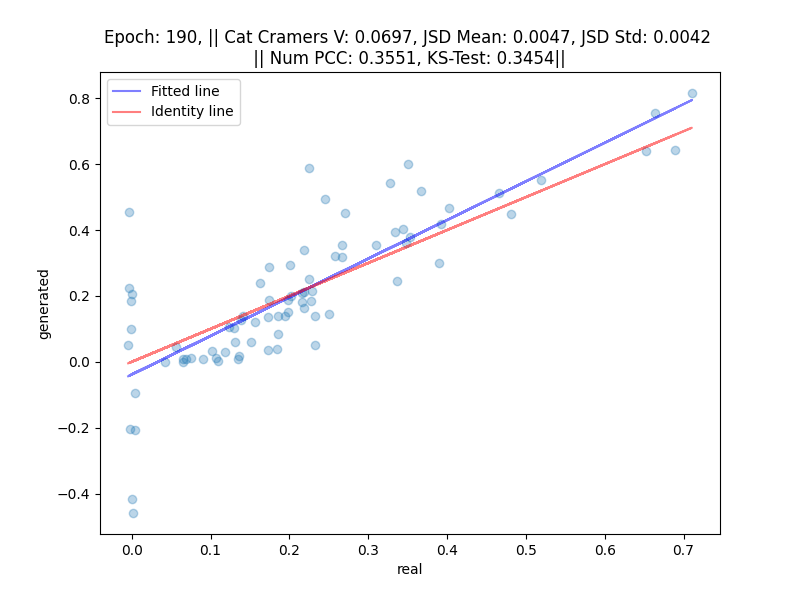 Epoch: 190, || Cat Cramers V: 0.0697, JSD Mean: 0.0047, JSD Std: 0.0042
|| Num PCC: 0.3551, KS-Test: 0.3454||
Fitted line
Identity line
0.8
0.6
0.4
0.2
0.0
−0.2
−0.4
generated
0.0 0.1 0.2 0.3 0.4 0.5 0.6 0.7
real